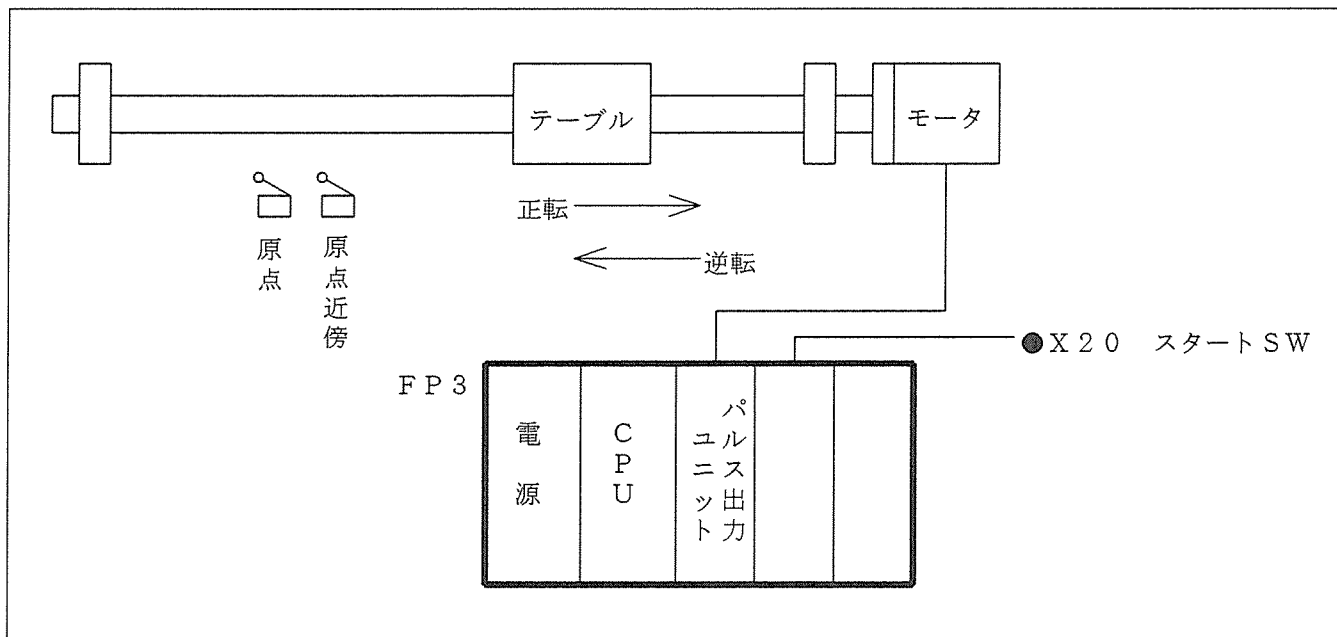 テーブル
モータ
正転
逆転
原点
原点近傍
●X20 スタートSW
FP3
電源
CPU
パルス出力
ユニット